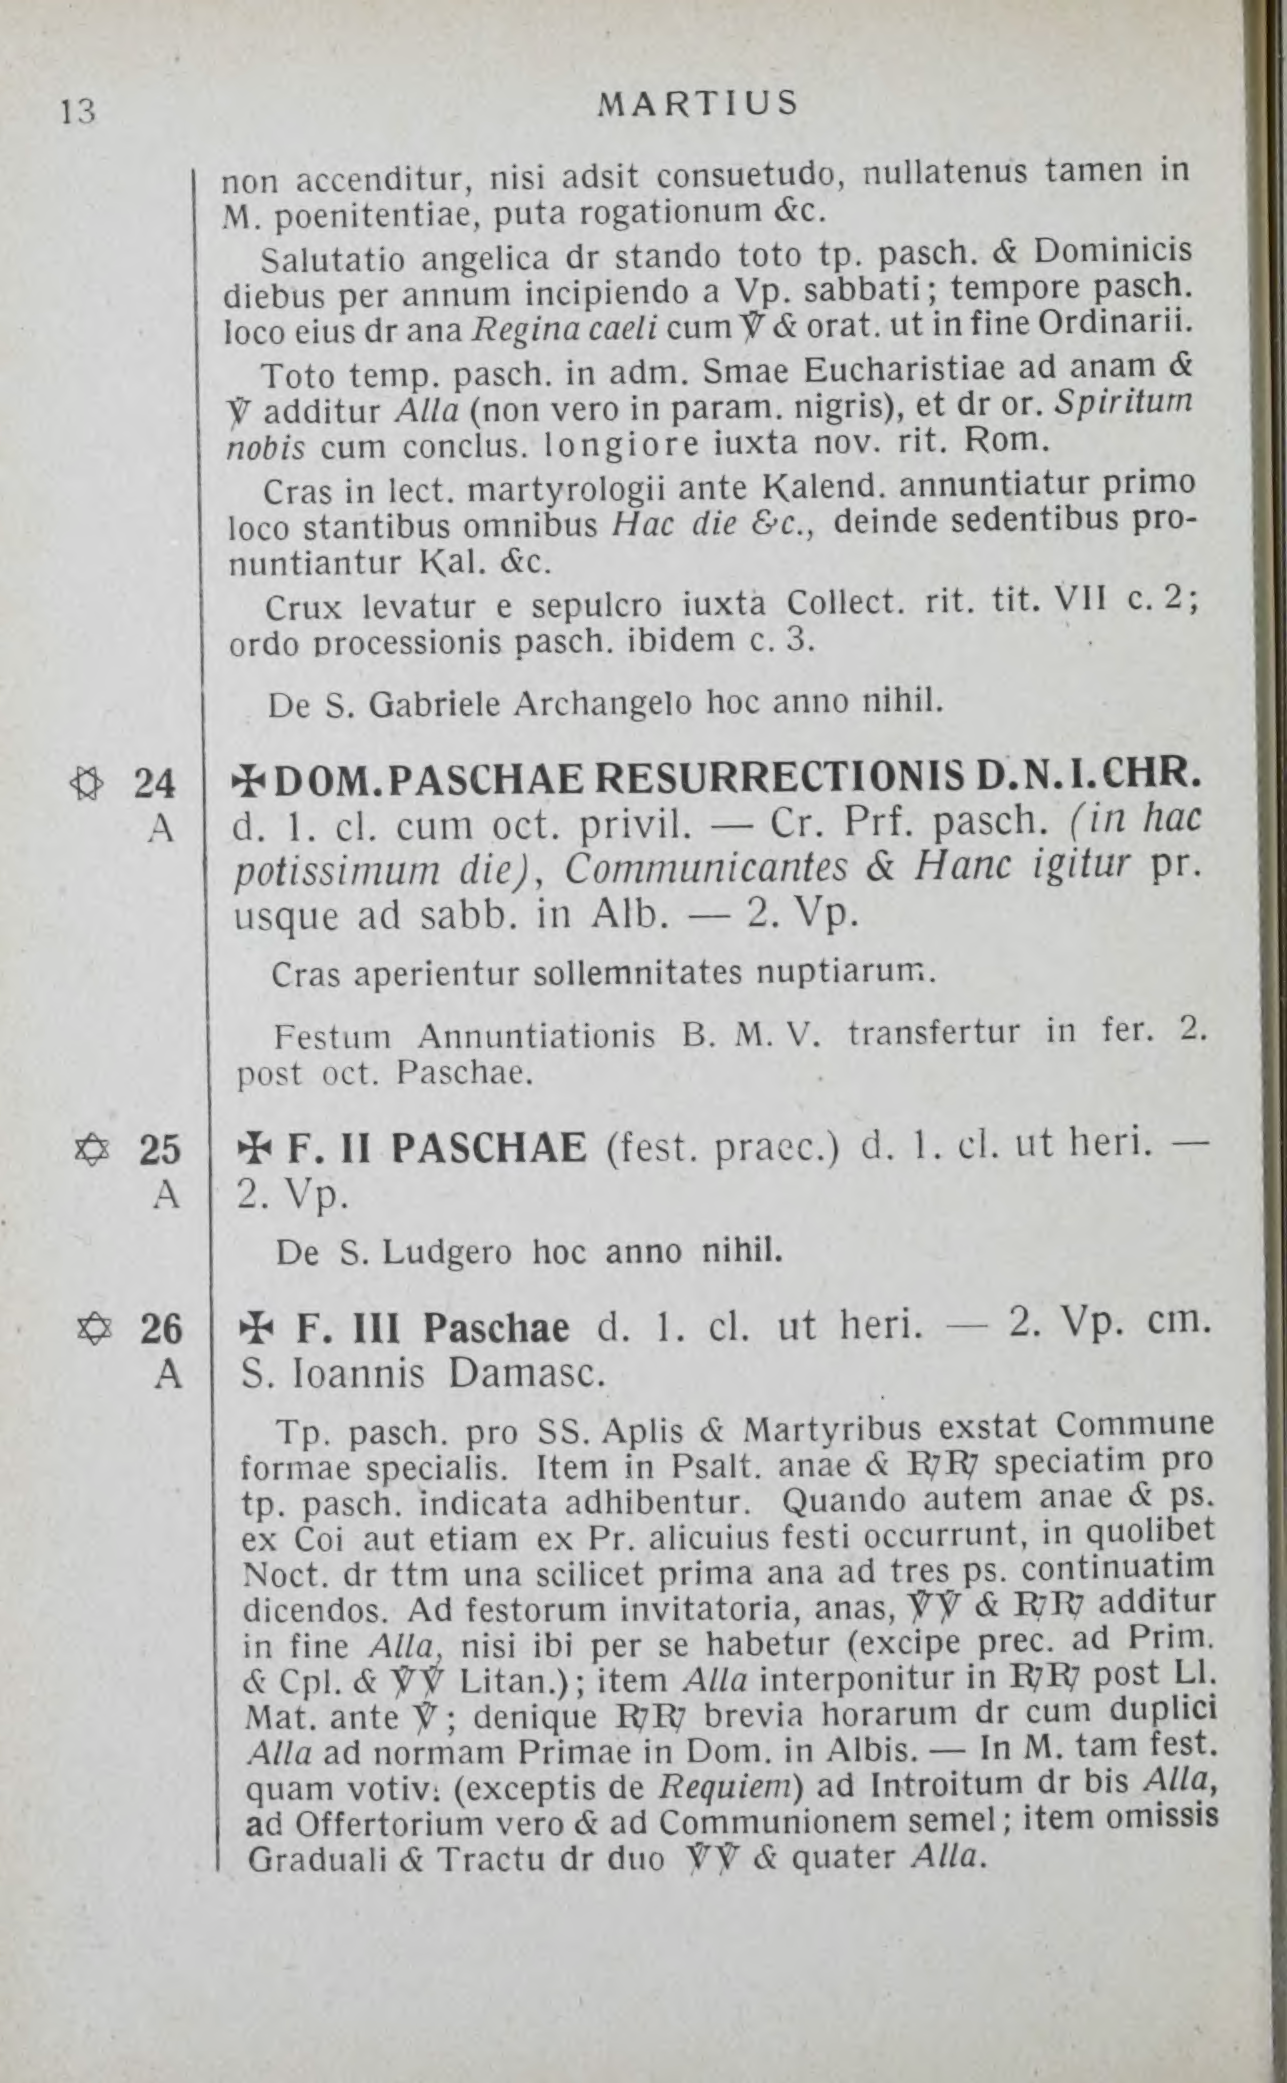 13 MARTIUS
non accenditur, nisi adsit consuetudo, nullatenus tamen in
M. poenitentiae, puta rogationum &c.
Salutatio angelica dr stando toto tp. pasch. & Dominicis
diebus per annum incipiendo a Vp. sabbati; tempore pasch.
loco eius dr ana Regina caeli cum ℣ & orat. ut in fine Ordinarii.
Toto temp. pasch. in adm. Smae Eucharistiae ad anam &
℣ additur Alla (non vero in param. nigris), et dr or. Spiritum
nobis cum conclus. longiore iuxta nov. rit. Rom.
Cras in lect. martyrologii ante Kalend. annuntiatur primo
loco stantibus omnibus Hac die &c., deinde sedentibus pro-
nuntiantur Kal. &c.
Crux levatur e sepulcro iuxta Collect. rit. tit. VII c. 2;
ordo processionis pasch. ibidem c. 3.
De S. Gabriele Archangelo hoc anno nihil.
✡ 24 ✠ DOM. PASCHAE RESURRECTIONIS D. N. I. CHR.
A d. 1. cl. cum oct. privil. — Cr. Prf. pasch. (in hac
potissimum die), Communicantes & Hanc igitur pr.
usque ad sabb. in Alb. — 2. Vp.
Cras aperientur sollemnitates nuptiarum.
Festum Annuntiationis B. M. V. transfertur in fer. 2.
post oct. Paschae.
✡ 25 ✠ F. II PASCHAE (fest. praec.) d. 1. cl. ut heri. —
A 2. Vp.
De S. Ludgero hoc anno nihil.
✡ 26 ✠ F. III Paschae d. 1. cl. ut heri. — 2. Vp. cm.
A S. Ioannis Damasc.
Tp. pasch. pro SS. Aplis & Martyribus exstat Commune
formae specialis. Item in Psalt. anae & ℟℟ speciatim pro
tp. pasch. indicata adhibentur. Quando autem anae & ps.
ex Coi aut etiam ex Pr. alicuius festi occurrunt, in quolibet
Noct. dr ttm una scilicet prima ana ad tres ps. continuatim
dicendos. Ad festorum invitatoria, anas, ℣℣ & ℟℟ additur
in fine Alla, nisi ibi per se habetur (excipe prec. ad Prim.
& Cpl. & ℣℣ Litan.); item Alla interponitur in ℟℟ post Ll.
Mat. ante ℣; denique ℟℟ brevia horarum dr cum duplici
Alla ad normam Primae in Dom. in Albis. — In M. tam fest.
quam votiv. (exceptis de Requiem) ad Introitum dr bis Alla,
ad Offertorium vero & ad Communionem semel; item omissis
Graduali & Tractu dr duo ℣℣ & quater Alla.